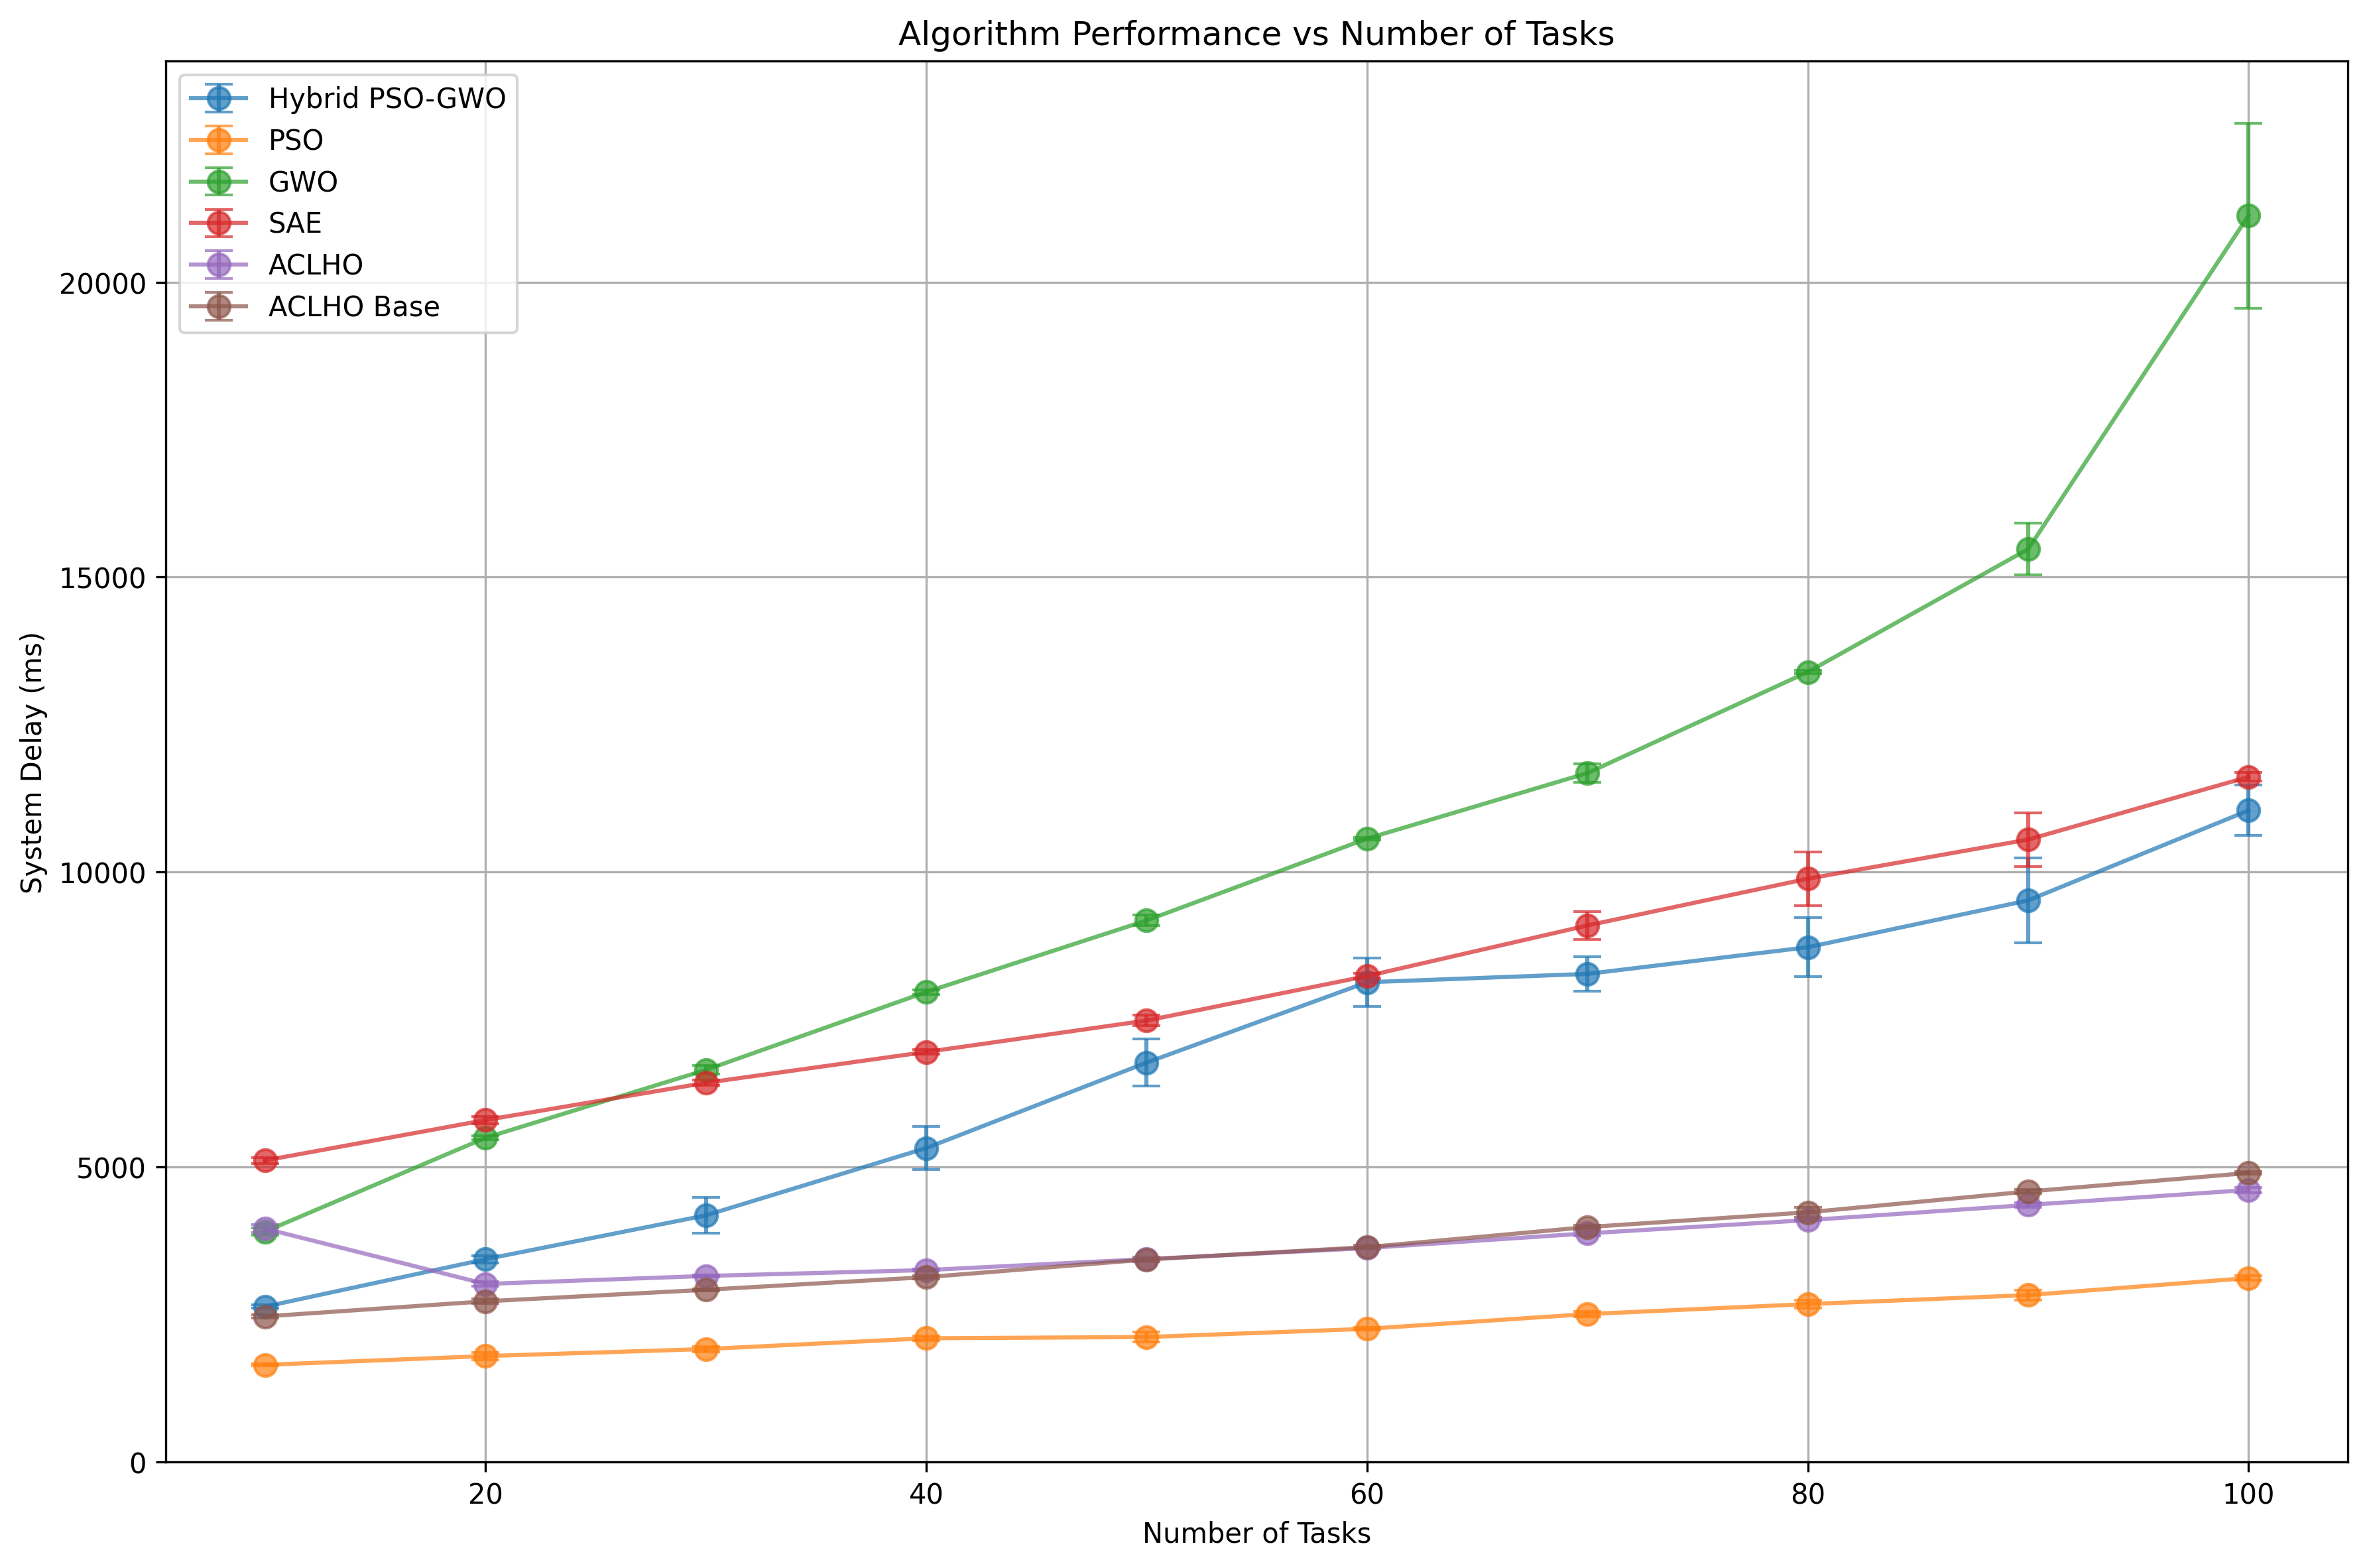 Algorithm Performance vs Number of Tasks
Hybrid PSO-GWO
PSO
GWO
SAE
ACLHO
ACLHO Base
System Delay (ms)
20000
15000
10000
5000
0
20 40 60 80 100
Number of Tasks